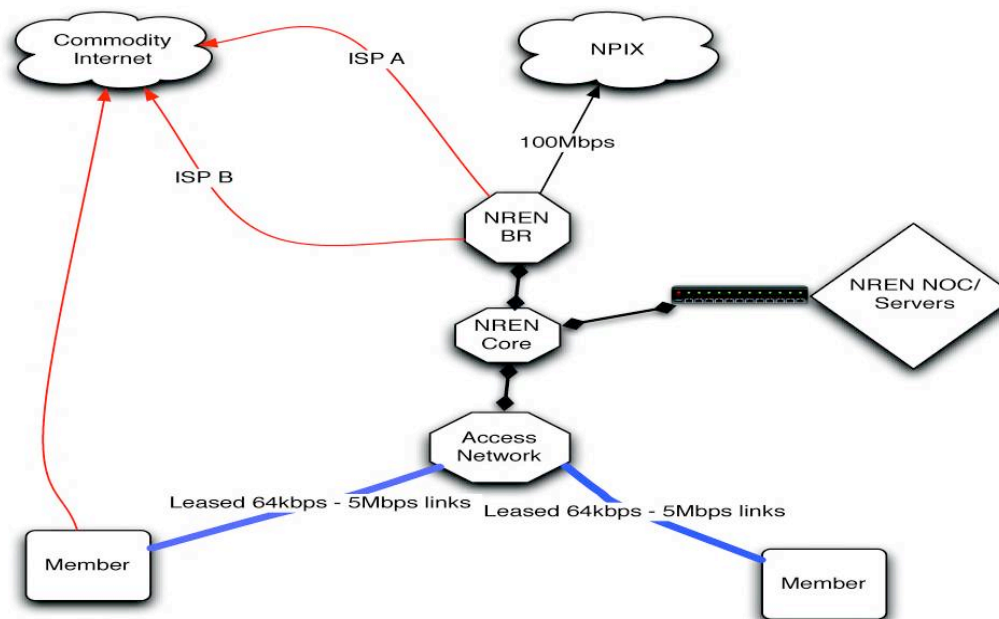 Commodity
Internet
NPIX
ISP A
100Mbps
ISP B
NREN
BR
NREN NOC/
Servers
NREN
Core
Access
Network
Leased 64kbps - 5Mbps links
Leased 64kbps - 5Mbps links
Member
Member